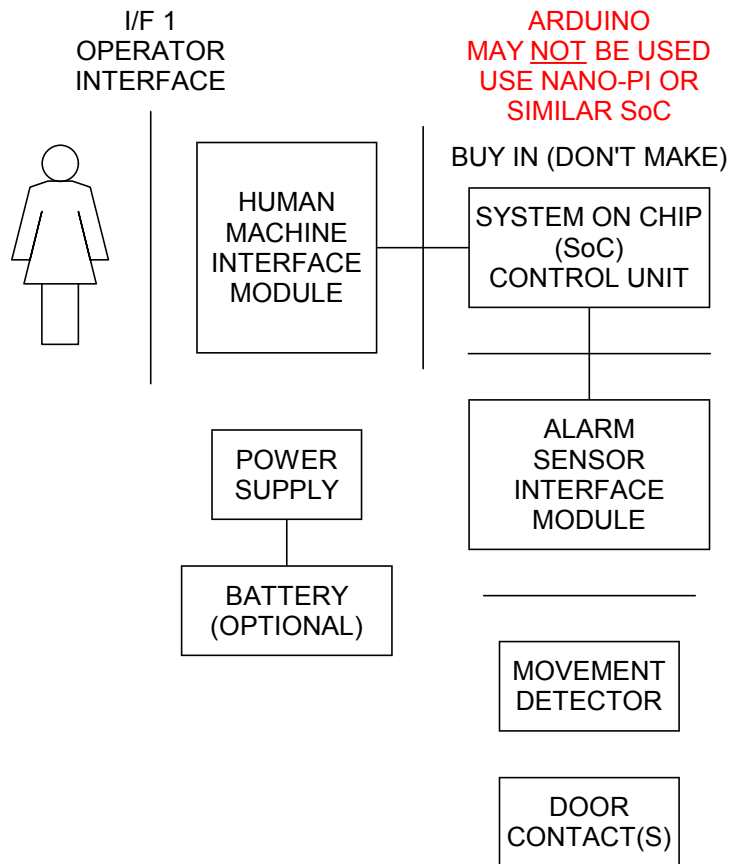 I/F 1
OPERATOR
INTERFACE
ARDUINO
MAY NOT BE USED
USE NANO-PI OR
SIMILAR SoC
BUY IN (DON'T MAKE)
HUMAN
MACHINE
INTERFACE
MODULE
SYSTEM ON CHIP
(SoC)
CONTROL UNIT
POWER
SUPPLY
ALARM
SENSOR
INTERFACE
MODULE
BATTERY
(OPTIONAL)
MOVEMENT
DETECTOR
DOOR
CONTACT(S)